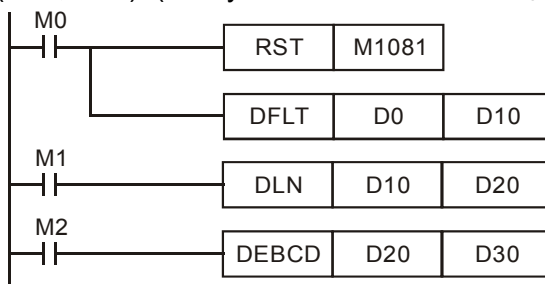 M0
RST M1081
DFLT D0 D10
M1
DLN D10 D20
M2
DEBCD D20 D30